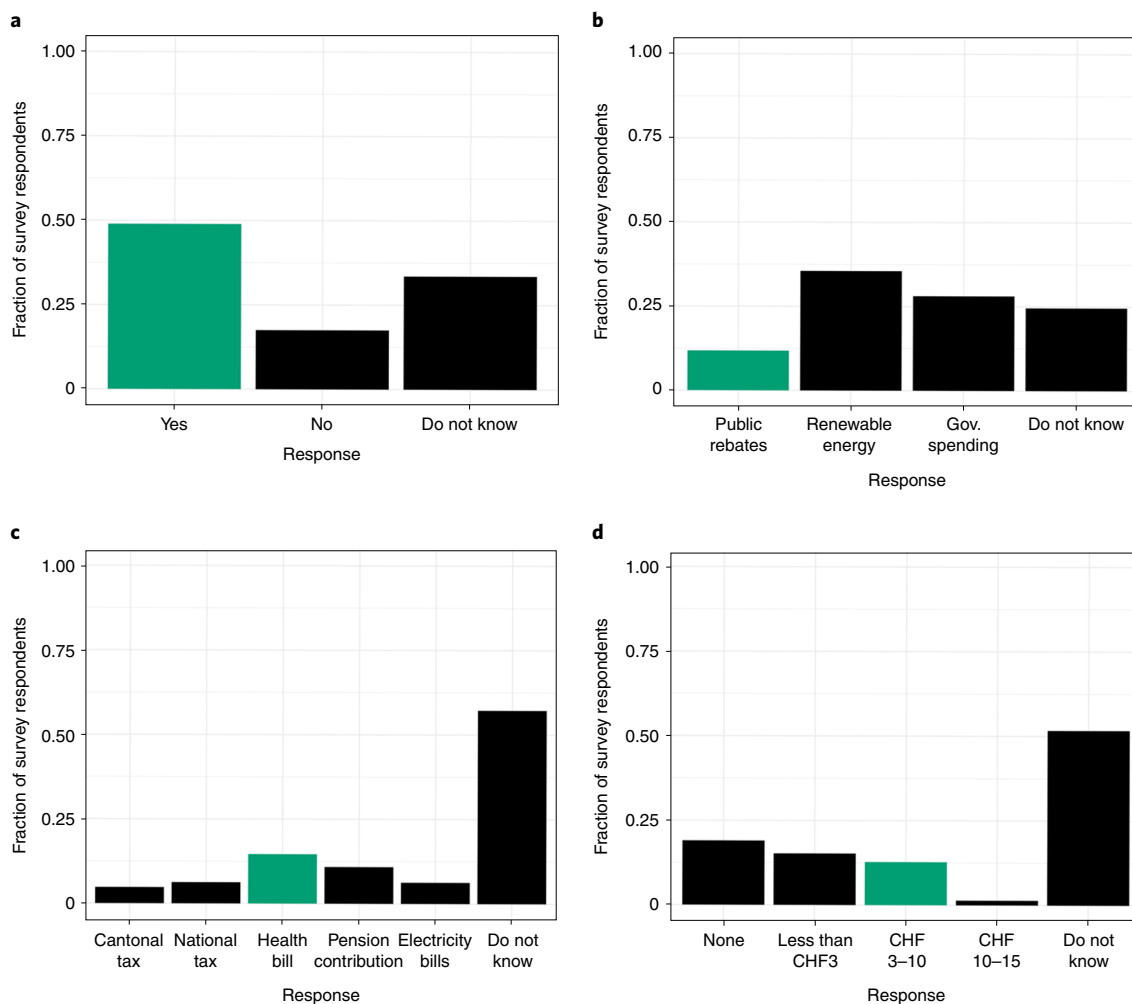 a
1.00
0.75
0.50
0.25
0
Fraction of survey respondents
Yes No Do not know
Response
b
1.00
0.75
0.50
0.25
0
Fraction of survey respondents
Public Renewable Gov. Do not know
rebates energy spending
Response
c
1.00
0.75
0.50
0.25
0
Fraction of survey respondents
Cantonal National Health Pension Electricity Do not
tax tax bill contribution bills know
Response
d
1.00
0.75
0.50
0.25
0
Fraction of survey respondents
None Less than CHF CHF Do not
CHF3 3–10 10–15 know
Response